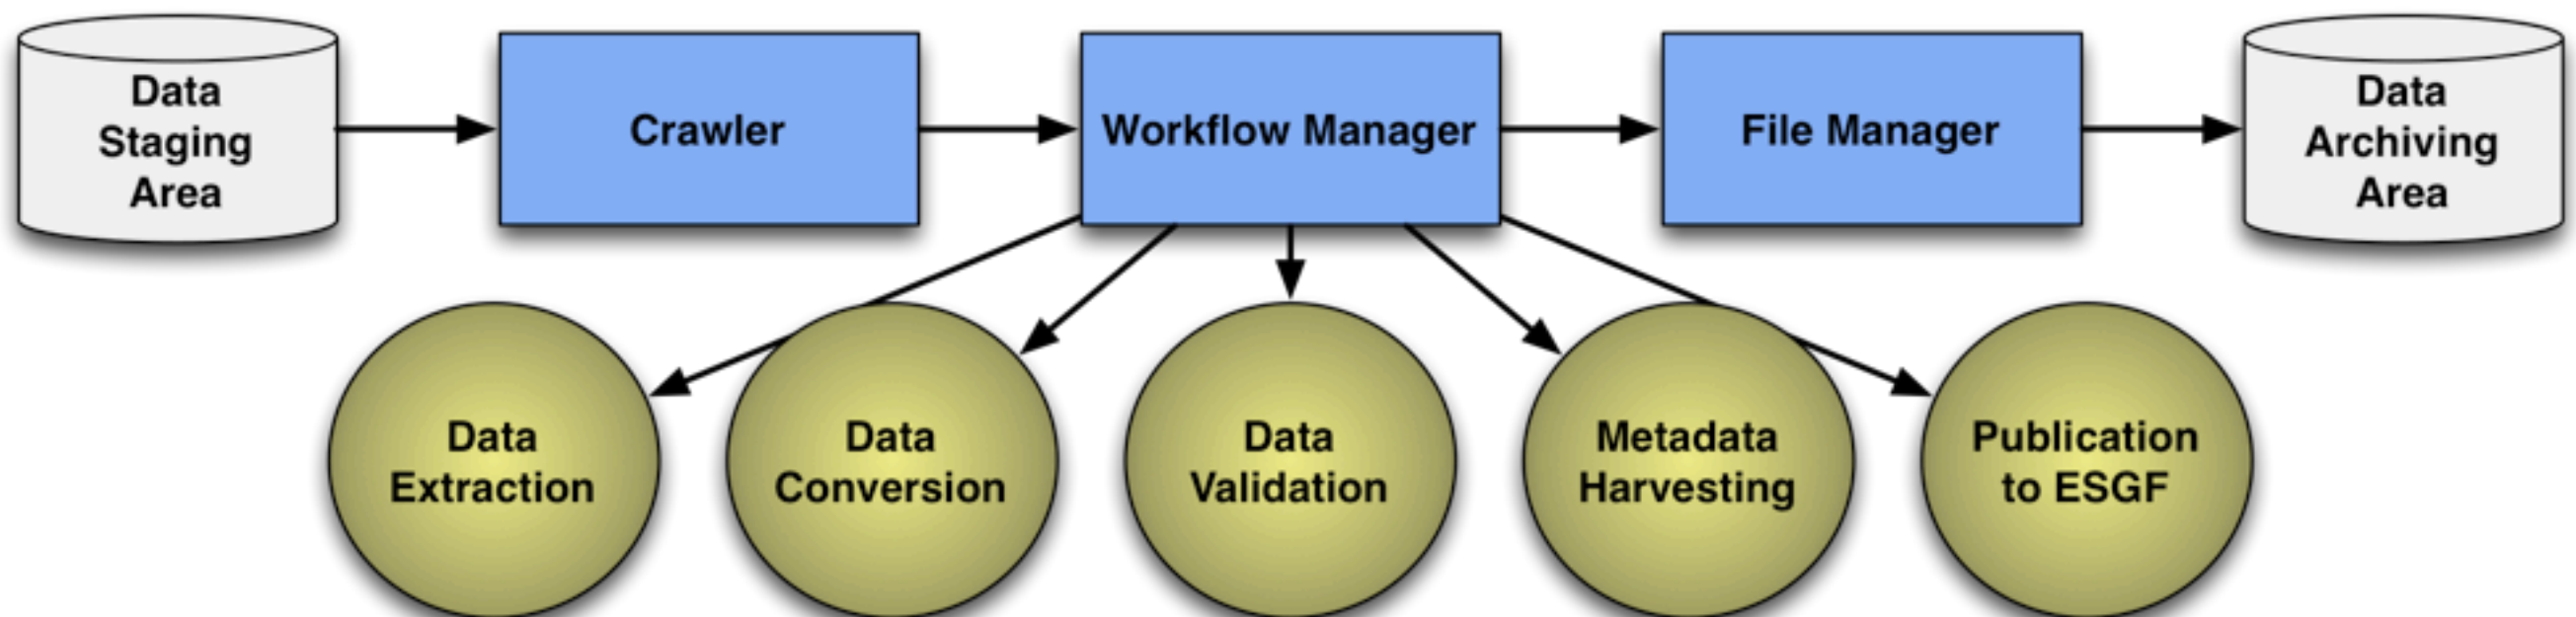 Data
Staging
Area
Crawler
Workflow Manager
File Manager
Data
Archiving
Area
Data
Extraction
Data
Conversion
Data
Validation
Metadata
Harvesting
Publication
to ESGF